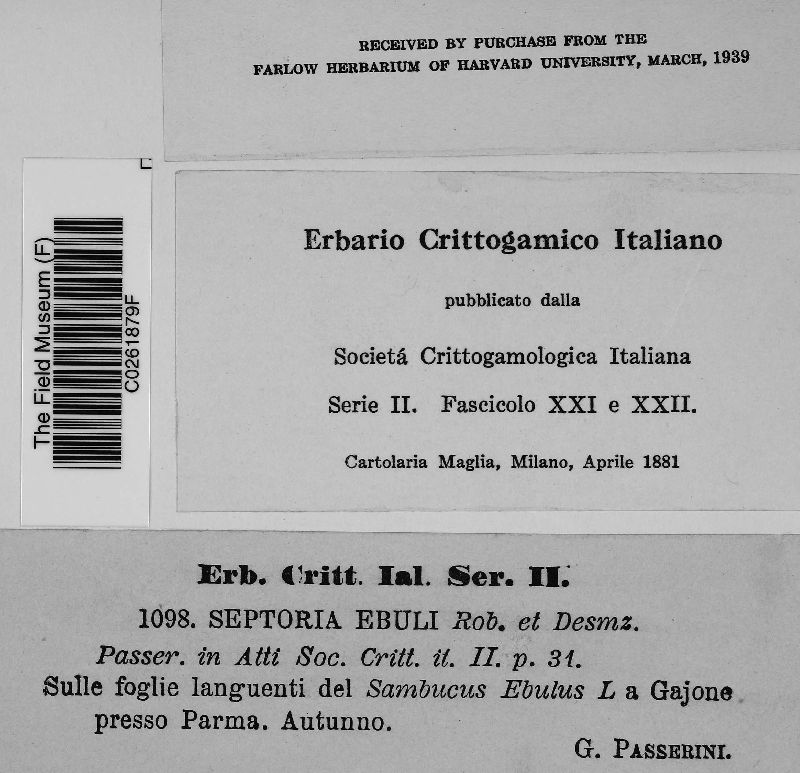 RECEIVED BY PURCHASE FROM THE
FARLOW HERBARIUM OF HARVARD UNIVERSITY, MARCH, 1939
The Field Museum (F)
C0261879F
Erbario Crittogamico Italiano
pubblicato dalla
Societá Crittogamologica Italiana
Serie II. Fascicolo XXI e XXII.
Cartolaria Maglia, Milano, Aprile 1881
Erb. Critt. Ial. Ser. II.
1098. SEPTORIA EBULI Rob. et Desmz.
Passer. in Atti Soc. Critt. it. II. p. 31.
Sulle foglie languenti del Sambucus Ebulus L a Gajone
presso Parma. Autunno.
G. PASSERINI.